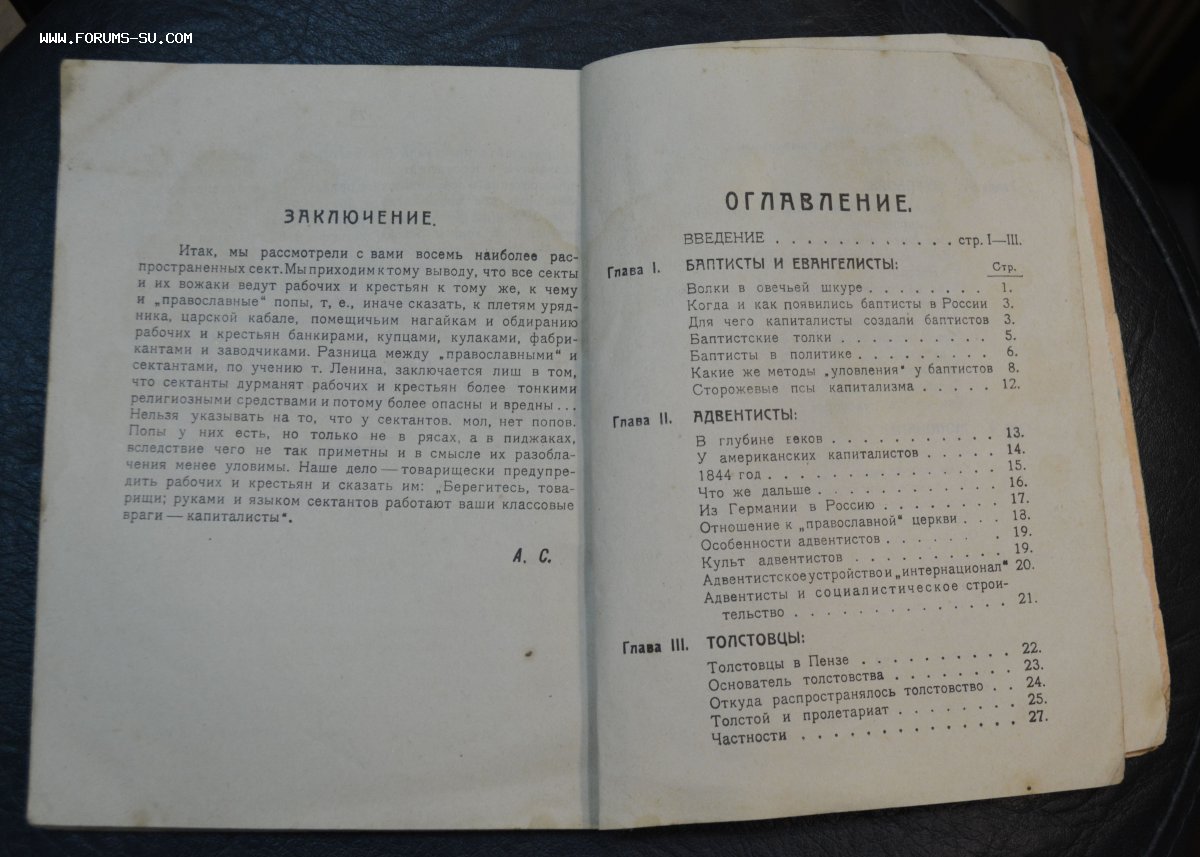 WWW.FORUMS-SU.COM
ЗАКЛЮЧЕНИЕ.
Итак, мы рассмотрели с вами восемь наиболее рас-
пространенных сект. Мы приходим к тому выводу, что все секты
и их вожаки ведут рабочих и крестьян к тому же, к чему
и „православные“ попы, т, е., иначе сказать, к плетям уряд-
ника, царской кабале, помещичьим нагайкам и обдиранию
рабочих и крестьян банкирами, купцами, кулаками, фабри-
кантами и заводчиками. Разница между „православными“ и
сектантами, по учению т. Ленина, заключается лиш в том,
что сектанты дурманят рабочих и крестьян более тонкими
религиозными средствами и потому более опасны и вредны...
Нельзя указывать на то, что у сектантов. мол, нет попов.
Попы у них есть, но только не в рясах, а в пиджаках,
вследствие чего не так приметны и в смысле их разобла-
чения менее уловимы. Наше дело — товарищески предупре-
дить рабочих и крестьян и сказать им: „Берегитесь, това-
рищи; руками и языком сектантов работают ваши классовые
враги — капиталисты“.
А. С.
ОГЛАВЛЕНИЕ.
ВВЕДЕНИЕ . . . . . . . . . . . . . стр. I—III.
Глава I. БАПТИСТЫ И ЕВАНГЕЛИСТЫ: Стр.
Волки в овечьей шкуре . . . . . . . . . 1.
Когда и как появились баптисты в России 3.
Для чего капиталисты создали баптистов 3.
Баптистские толки . . . . . . . . . . . 5.
Баптисты в политике . . . . . . . . . . 6.
Какие же методы „уповления“ у баптистов 8.
Сторожевые псы капитализма . . . . . 12.
Глава II. АДВЕНТИСТЫ:
В глубине веков . . . . . . . . . . . . 13.
У американских капиталистов . . . . . 14.
1844 год . . . . . . . . . . . . . . . . 15.
Что же дальше . . . . . . . . . . . . . 16.
Из Германии в Россию . . . . . . . . . 17.
Отношение к „православной“ церкви . . . 18.
Особенности адвентистов . . . . . . . . 19.
Культ адвентистов . . . . . . . . . . . 19.
Адвентистское устройство и „интернационал“ 20.
Адвентисты и социалистическое строи-
тельство . . . . . . . . . . . . . . . 21.
Глава III. ТОЛСТОВЦЫ:
Толстовцы в Пензе . . . . . . . . . . 22.
Основатель толстовства . . . . . . . . 23.
Откуда распространялось толстовство . . 24.
Толстой и пролетариат . . . . . . . . 25.
Частности . . . . . . . . . . . . . . 27.